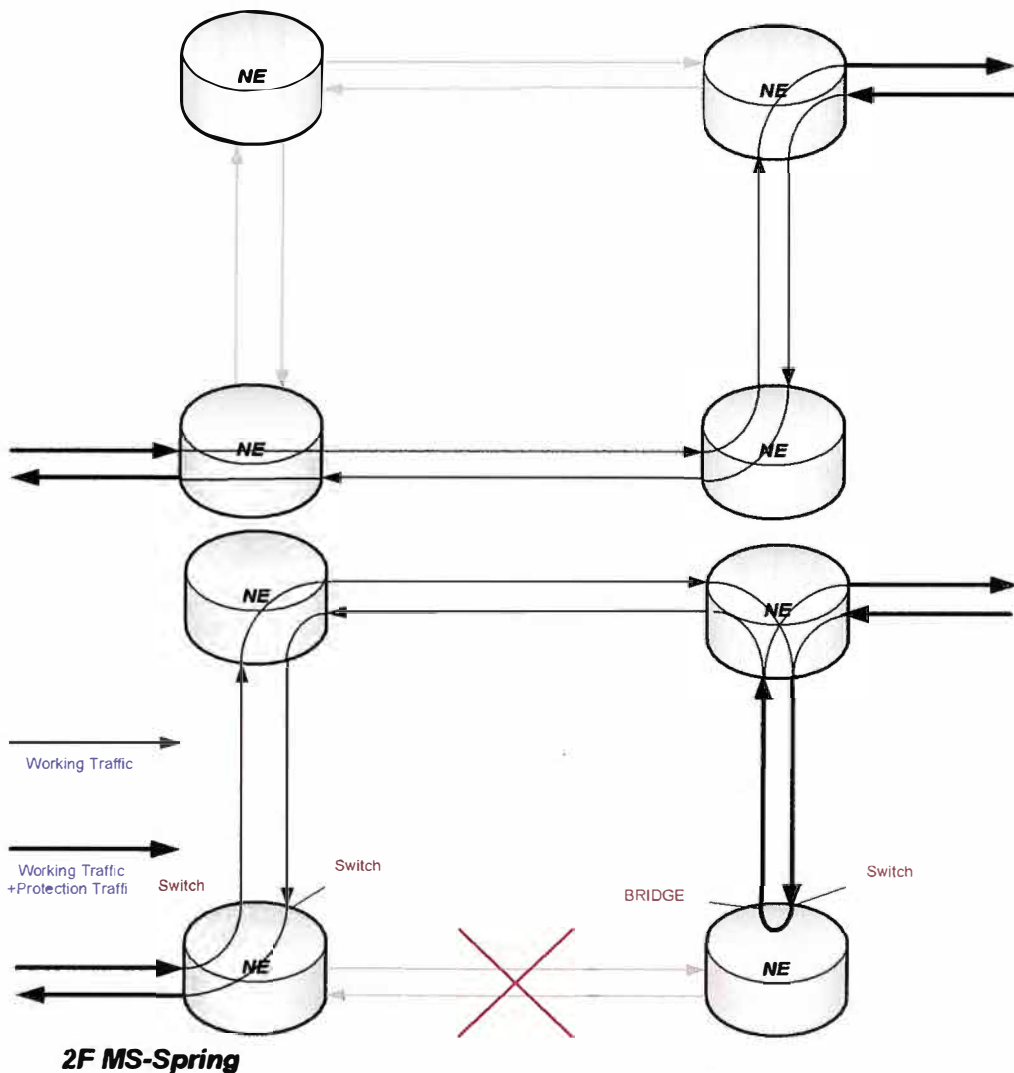 NE
NE
NE
NE
NE
NE
Working Traffic
Working Traffic
+Protection Traffi
Switch
Switch
BRIDGE
Switch
NE
NE
2F MS-Spring